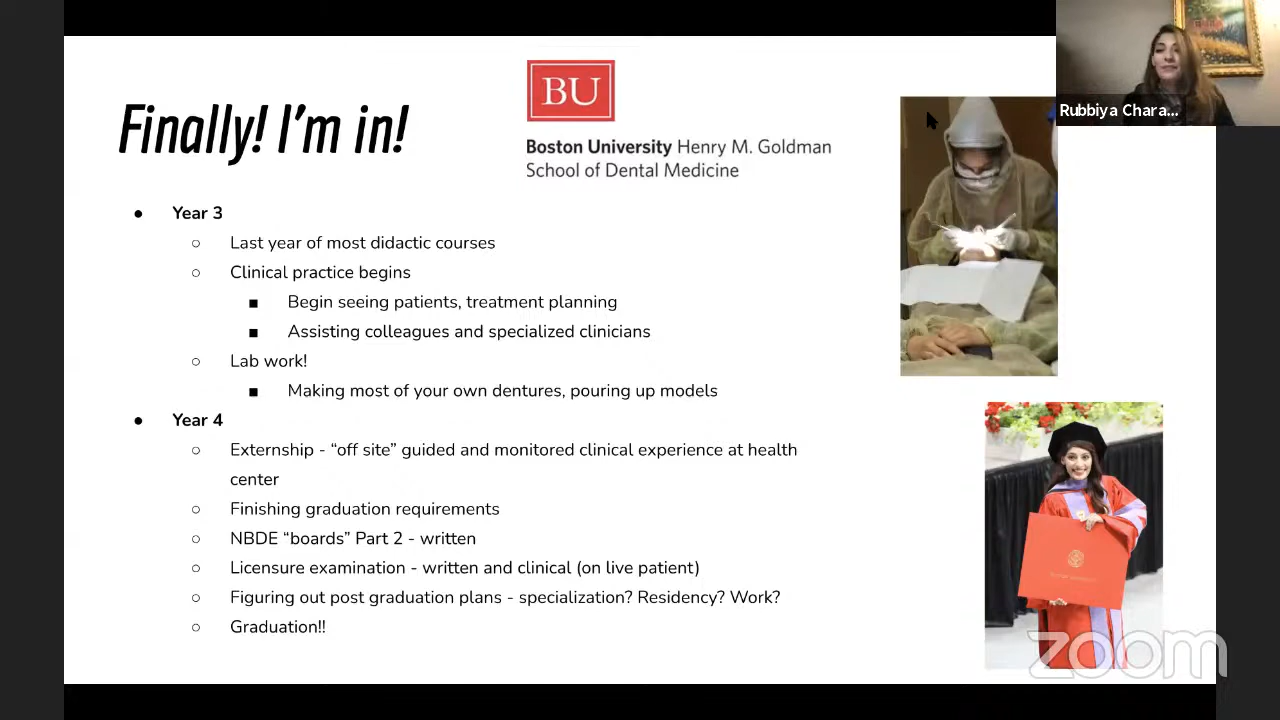 Finally! I'm in!
BU
Boston University Henry M. Goldman
School of Dental Medicine
Rubbiya Chara...
● Year 3
○ Last year of most didactic courses
○ Clinical practice begins
■ Begin seeing patients, treatment planning
■ Assisting colleagues and specialized clinicians
○ Lab work!
■ Making most of your own dentures, pouring up models
● Year 4
○ Externship - “off site” guided and monitored clinical experience at health
center
○ Finishing graduation requirements
○ NBDE “boards” Part 2 - written
○ Licensure examination - written and clinical (on live patient)
○ Figuring out post graduation plans - specialization? Residency? Work?
○ Graduation!!
zoom